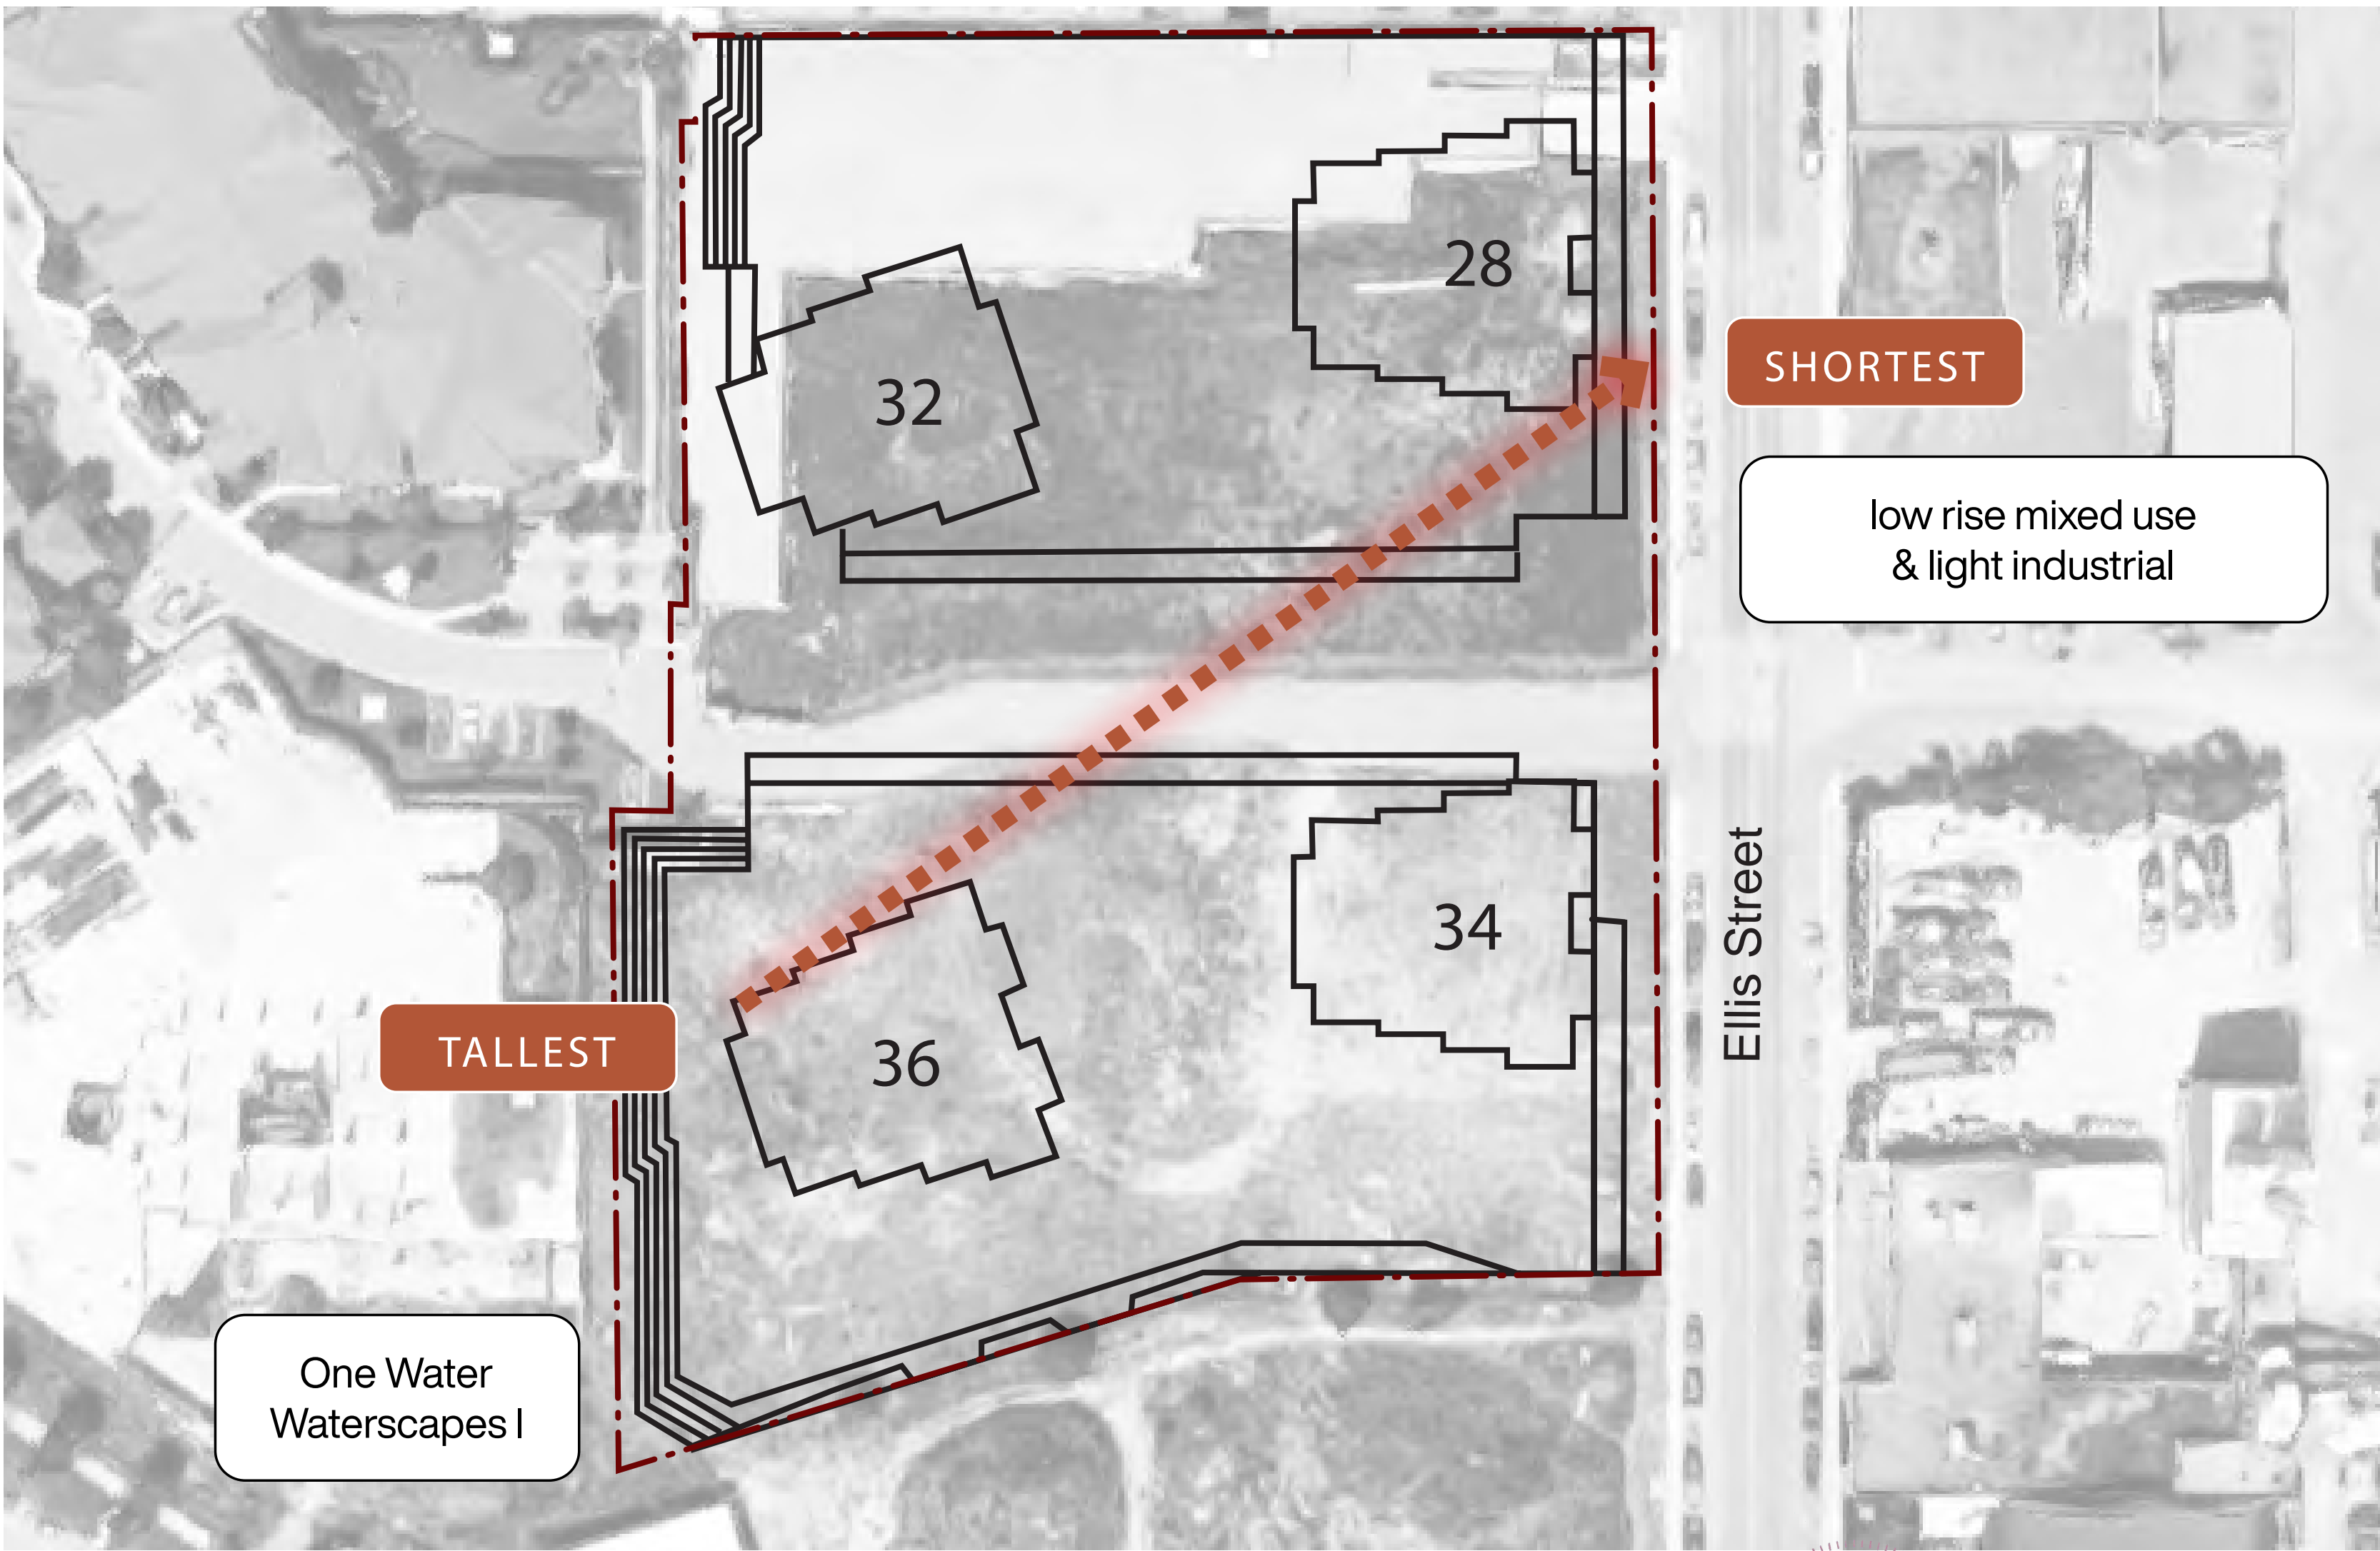 28
32
SHORTEST
low rise mixed use
& light industrial
34
36
Ellis Street
TALLEST
One Water
Waterscapes I